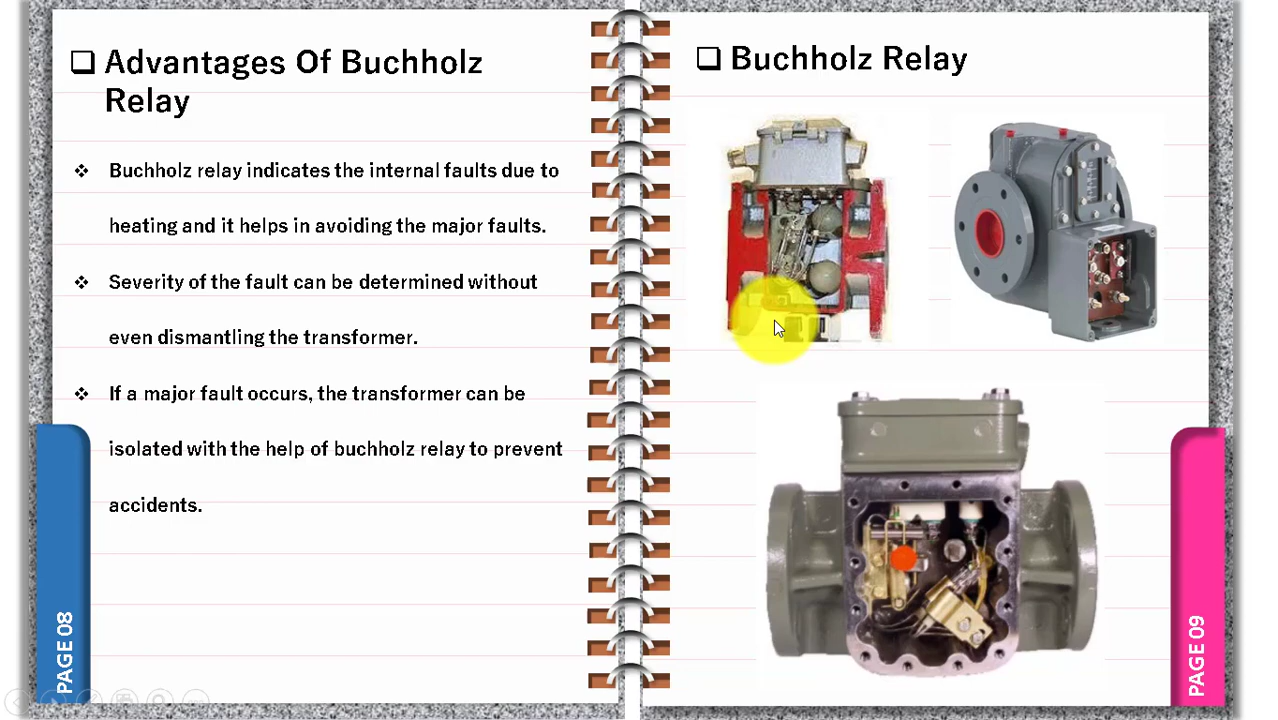 Advantages Of Buchholz
Relay
Buchholz relay indicates the internal faults due to
heating and it helps in avoiding the major faults.
Severity of the fault can be determined without
even dismantling the transformer.
If a major fault occurs, the transformer can be
isolated with the help of buchholz relay to prevent
accidents.
PAGE 08
Buchholz Relay
PAGE 09